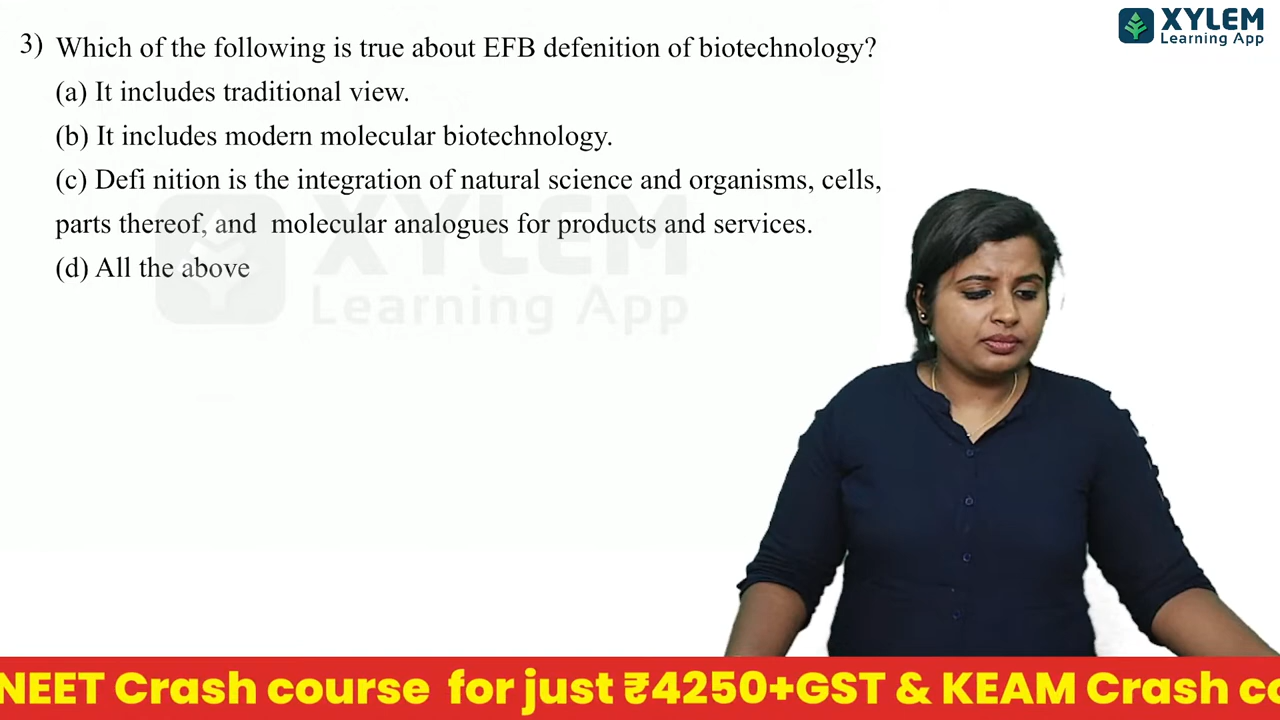 XYLEM
Learning App
3) Which of the following is true about EFB defenition of biotechnology?
(a) It includes traditional view.
(b) It includes modern molecular biotechnology.
(c) Defi nition is the integration of natural science and organisms, cells,
parts thereof, and molecular analogues for products and services.
(d) All the above
XYLEM
Learning App
NEET Crash course for just ₹4250+GST & KEAM Crash co